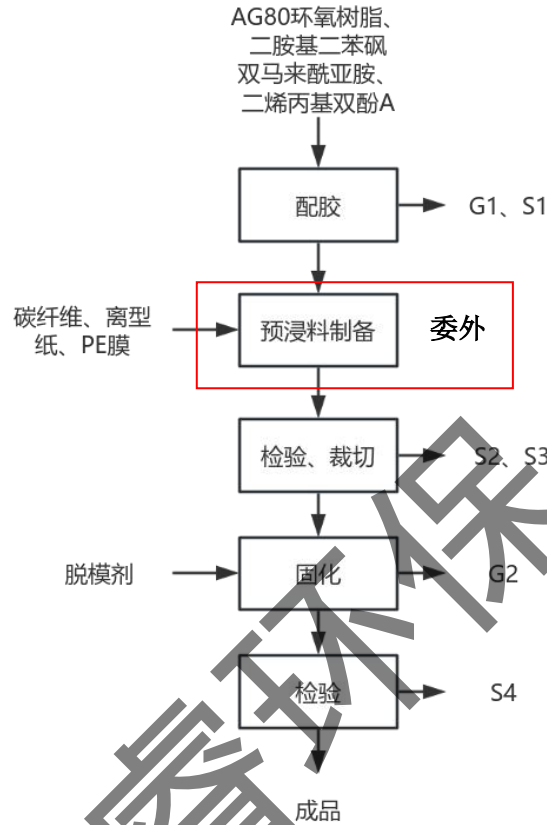 AG80环氧树脂、
二胺基二苯砜
双马来酰亚胺、
二烯丙基双酚A
配胶
G1、S1
碳纤维、离型
纸、PE膜
预浸料制备
委外
检验、裁切
S2、S3
脱模剂
固化
G2
检验
S4
成品
睿环保